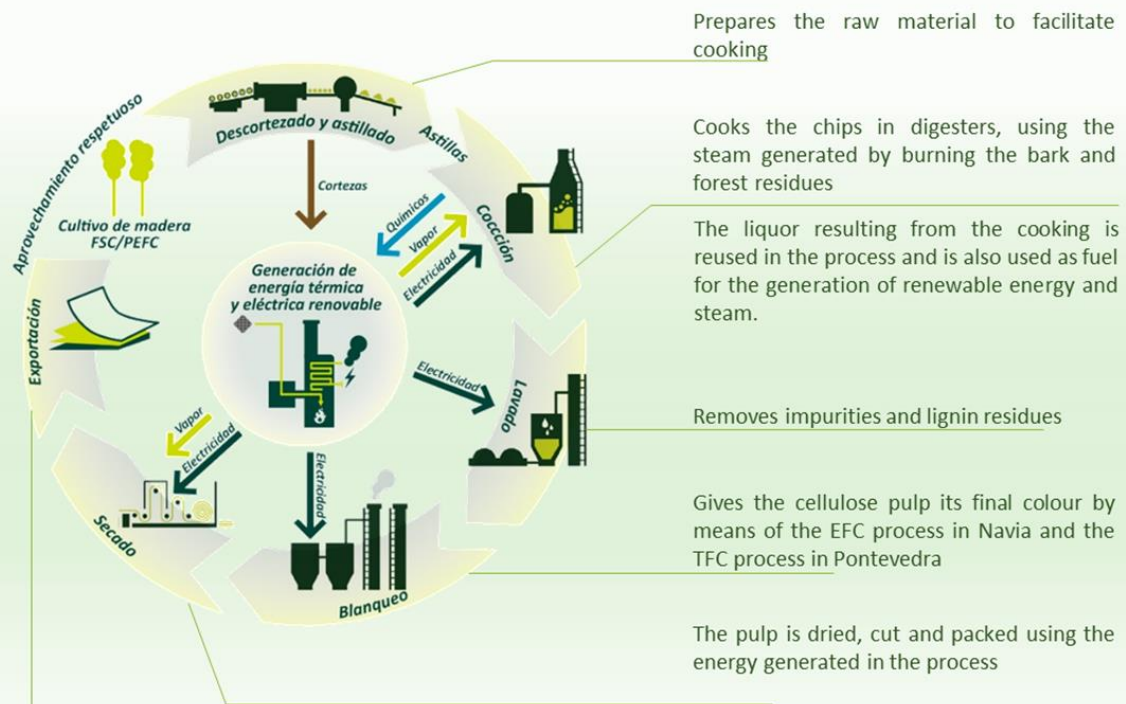 Prepares the raw material to facilitate
cooking
Aprovechamiento respetuoso
Descortezado y astillado
Astillas
Cortezas
Cultivo de madera
FSC/PEFC
Químicos
Vapor
Electricidad
Coccción
Cooks the chips in digesters, using the
steam generated by burning the bark and
forest residues
The liquor resulting from the cooking is
reused in the process and is also used as fuel
for the generation of renewable energy and
steam.
Generación de
energía térmica
y eléctrica renovable
Exportación
Electricidad
Lavado
Removes impurities and lignin residues
Vapor
Electricidad
Secado
Electricidad
Blanqueo
Gives the cellulose pulp its final colour by
means of the EFC process in Navia and the
TFC process in Pontevedra
The pulp is dried, cut and packed using the
energy generated in the process